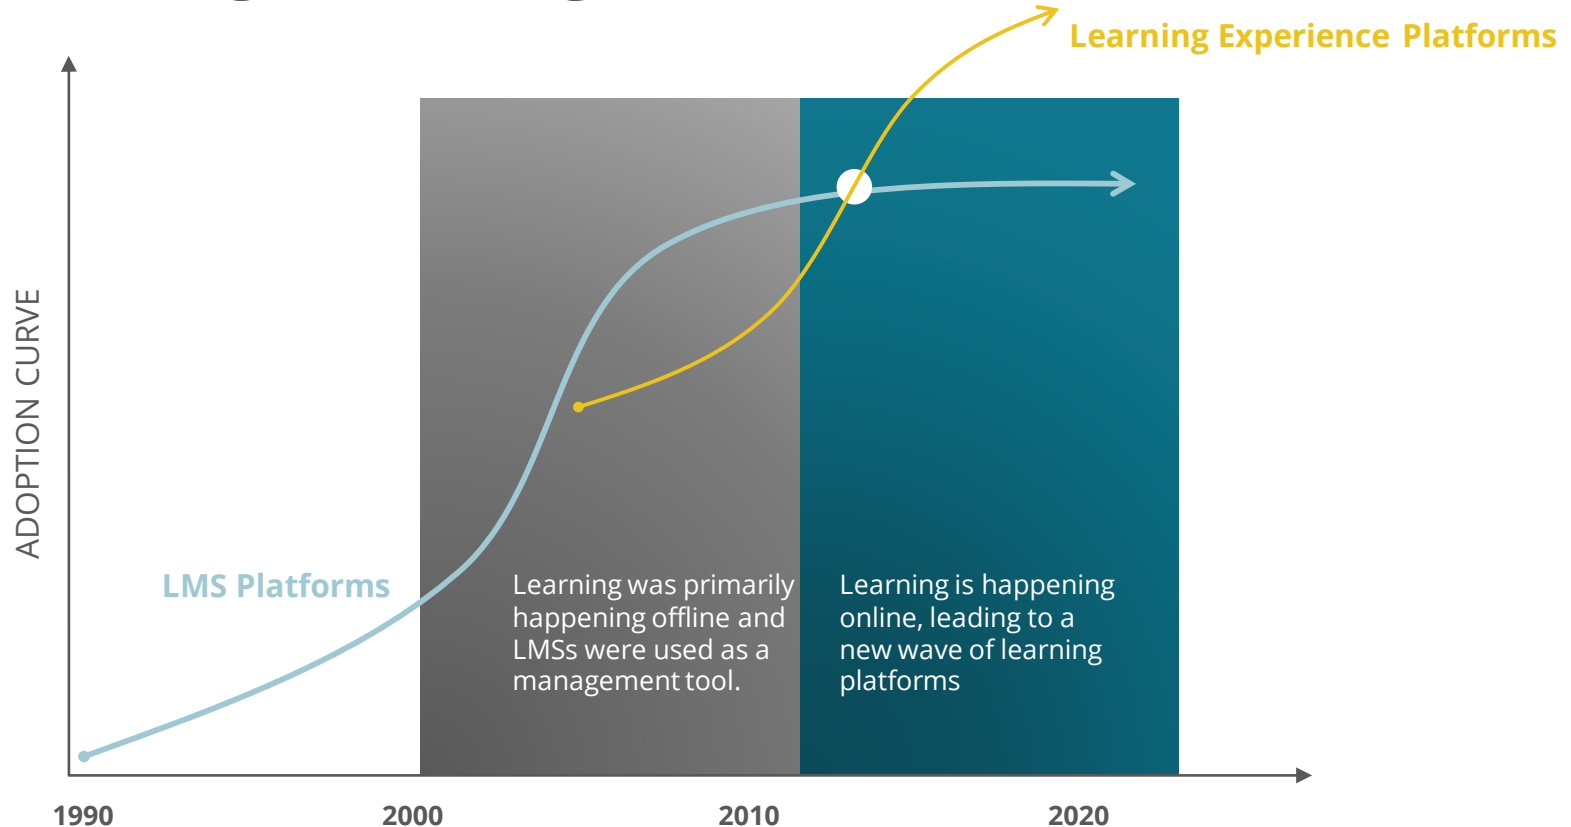 Learning Experience Platforms
ADOPTION CURVE
LMS Platforms
Learning was primarily
happening offline and
LMSs were used as a
management tool.
Learning is happening
online, leading to a
new wave of learning
platforms
1990
2000
2010
2020